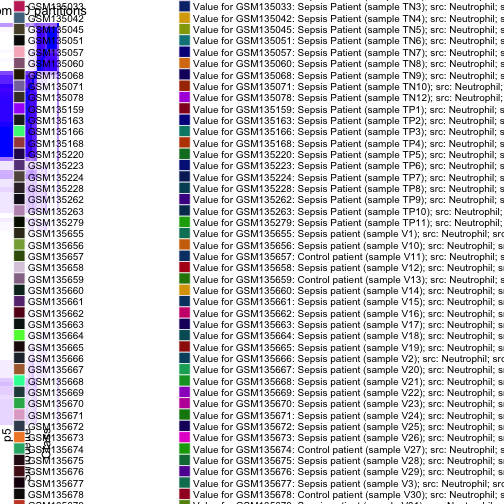 partitions
GSM135033 Value for GSM135033: Sepsis Patient (sample TN3); src: Neutrophil; s
GSM135042 Value for GSM135042: Sepsis Patient (sample TN4); src: Neutrophil; s
GSM135045 Value for GSM135045: Sepsis Patient (sample TN5); src: Neutrophil; s
GSM135051 Value for GSM135051: Sepsis Patient (sample TN6); src: Neutrophil; s
GSM135057 Value for GSM135057: Sepsis Patient (sample TN7); src: Neutrophil; s
GSM135060 Value for GSM135060: Sepsis Patient (sample TN8); src: Neutrophil; s
GSM135068 Value for GSM135068: Sepsis Patient (sample TN9); src: Neutrophil; s
GSM135071 Value for GSM135071: Sepsis Patient (sample TN10); src: Neutrophil;
GSM135078 Value for GSM135078: Sepsis Patient (sample TN12); src: Neutrophil;
GSM135159 Value for GSM135159: Sepsis Patient (sample TP1); src: Neutrophil; s
GSM135163 Value for GSM135163: Sepsis Patient (sample TP2); src: Neutrophil; s
GSM135166 Value for GSM135166: Sepsis Patient (sample TP3); src: Neutrophil; s
GSM135168 Value for GSM135168: Sepsis Patient (sample TP4); src: Neutrophil; s
GSM135220 Value for GSM135220: Sepsis Patient (sample TP5); src: Neutrophil; s
GSM135223 Value for GSM135223: Sepsis Patient (sample TP6); src: Neutrophil; s
GSM135224 Value for GSM135224: Sepsis Patient (sample TP7); src: Neutrophil; s
GSM135228 Value for GSM135228: Sepsis Patient (sample TP8); src: Neutrophil; s
GSM135262 Value for GSM135262: Sepsis Patient (sample TP9); src: Neutrophil; s
GSM135263 Value for GSM135263: Sepsis Patient (sample TP10); src: Neutrophil;
GSM135279 Value for GSM135279: Sepsis Patient (sample TP11); src: Neutrophil;
GSM135655 Value for GSM135655: Sepsis patient (sample V1); src: Neutrophil; src
GSM135656 Value for GSM135656: Sepsis patient (sample V10); src: Neutrophil; s
GSM135657 Value for GSM135657: Control patient (sample V11); src: Neutrophil; s
GSM135658 Value for GSM135658: Sepsis patient (sample V12); src: Neutrophil; s
GSM135659 Value for GSM135659: Control patient (sample V13); src: Neutrophil; s
GSM135660 Value for GSM135660: Sepsis patient (sample V14); src: Neutrophil; s
GSM135661 Value for GSM135661: Sepsis patient (sample V15); src: Neutrophil; s
GSM135662 Value for GSM135662: Sepsis patient (sample V16); src: Neutrophil; s
GSM135663 Value for GSM135663: Sepsis patient (sample V17); src: Neutrophil; s
GSM135664 Value for GSM135664: Sepsis patient (sample V18); src: Neutrophil; s
GSM135665 Value for GSM135665: Sepsis patient (sample V19); src: Neutrophil; s
GSM135666 Value for GSM135666: Sepsis patient (sample V2); src: Neutrophil; src
GSM135667 Value for GSM135667: Sepsis patient (sample V20); src: Neutrophil; s
GSM135668 Value for GSM135668: Sepsis patient (sample V21); src: Neutrophil; s
GSM135669 Value for GSM135669: Sepsis patient (sample V22); src: Neutrophil; s
GSM135670 Value for GSM135670: Sepsis patient (sample V23); src: Neutrophil; s
GSM135671 Value for GSM135671: Sepsis patient (sample V24); src: Neutrophil; s
GSM135672 Value for GSM135672: Sepsis patient (sample V25); src: Neutrophil; s
GSM135673 Value for GSM135673: Sepsis patient (sample V26); src: Neutrophil; s
GSM135674 Value for GSM135674: Control patient (sample V27); src: Neutrophil; s
GSM135675 Value for GSM135675: Sepsis patient (sample V28); src: Neutrophil; s
GSM135676 Value for GSM135676: Sepsis patient (sample V29); src: Neutrophil; s
GSM135677 Value for GSM135677: Sepsis patient (sample V3); src: Neutrophil; src
GSM135678 Value for GSM135678: Control patient (sample V30); src: Neutrophil; s
p5